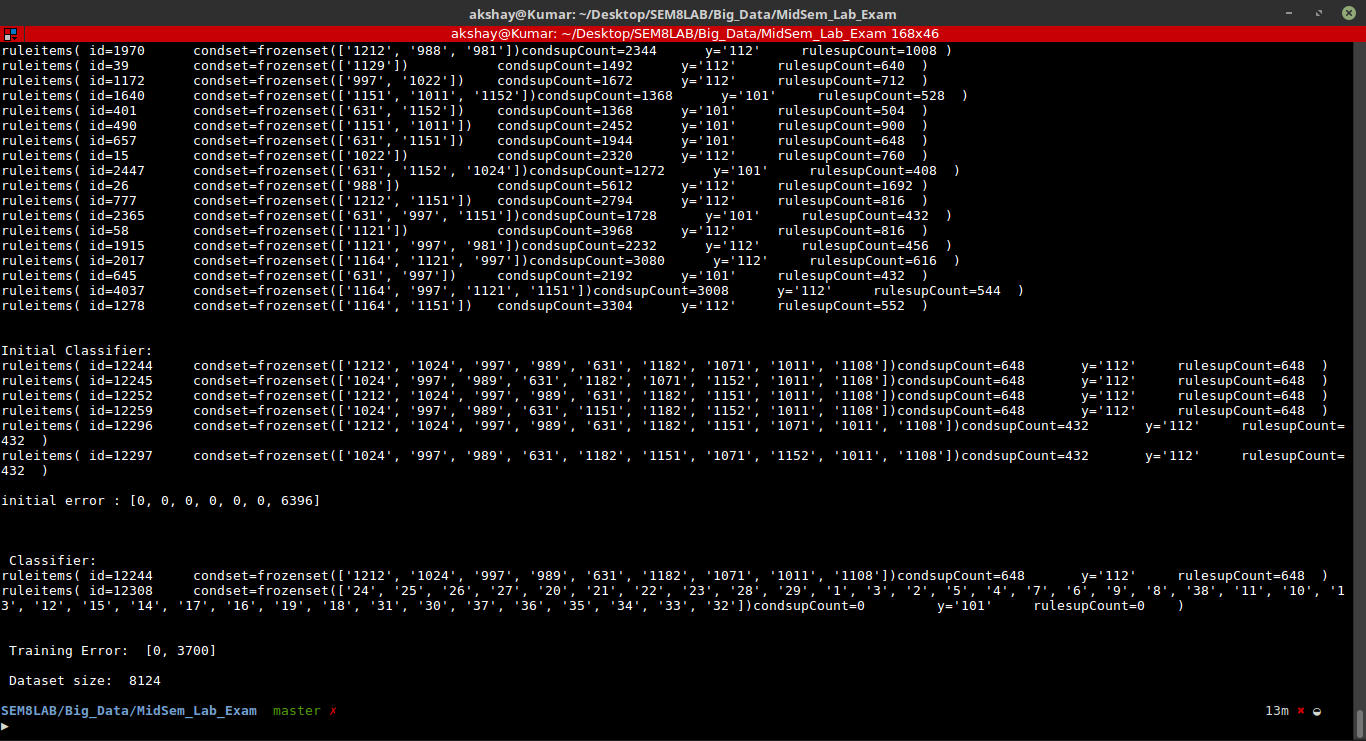 akshay@Kumar: ~/Desktop/SEM8LAB/Big_Data/MidSem_Lab_Exam
akshay@Kumar: ~/Desktop/SEM8LAB/Big_Data/MidSem_Lab_Exam 168x46
ruleitems( id=1970 condset=frozenset(['1212', '988', '981'])condsupCount=2344 y='112' rulesupCount=1008 )
ruleitems( id=39 condset=frozenset(['1129']) condsupCount=1492 y='112' rulesupCount=640 )
ruleitems( id=1172 condset=frozenset(['997', '1022']) condsupCount=1672 y='112' rulesupCount=712 )
ruleitems( id=1640 condset=frozenset(['1151', '1011', '1152'])condsupCount=1368 y='101' rulesupCount=528 )
ruleitems( id=401 condset=frozenset(['631', '1152']) condsupCount=1368 y='101' rulesupCount=504 )
ruleitems( id=490 condset=frozenset(['1151', '1011']) condsupCount=2452 y='101' rulesupCount=900 )
ruleitems( id=657 condset=frozenset(['631', '1151']) condsupCount=1944 y='101' rulesupCount=648 )
ruleitems( id=15 condset=frozenset(['1022']) condsupCount=2320 y='112' rulesupCount=760 )
ruleitems( id=2447 condset=frozenset(['631', '1152', '1024'])condsupCount=1272 y='101' rulesupCount=408 )
ruleitems( id=26 condset=frozenset(['988']) condsupCount=5612 y='112' rulesupCount=1692 )
ruleitems( id=777 condset=frozenset(['1212', '1151']) condsupCount=2794 y='112' rulesupCount=816 )
ruleitems( id=2365 condset=frozenset(['631', '997', '1151'])condsupCount=1728 y='101' rulesupCount=432 )
ruleitems( id=58 condset=frozenset(['1121']) condsupCount=3968 y='112' rulesupCount=816 )
ruleitems( id=1915 condset=frozenset(['1121', '997', '981'])condsupCount=2232 y='112' rulesupCount=456 )
ruleitems( id=2017 condset=frozenset(['1164', '1121', '997'])condsupCount=3080 y='112' rulesupCount=616 )
ruleitems( id=645 condset=frozenset(['631', '997']) condsupCount=2192 y='101' rulesupCount=432 )
ruleitems( id=4037 condset=frozenset(['1164', '997', '1121', '1151'])condsupCount=3008 y='112' rulesupCount=544 )
ruleitems( id=1278 condset=frozenset(['1164', '1151']) condsupCount=3304 y='112' rulesupCount=552 )
Initial Classifier:
ruleitems( id=12244 condset=frozenset(['1212', '1024', '997', '989', '631', '1182', '1071', '1011', '1108'])condsupCount=648 y='112' rulesupCount=648 )
ruleitems( id=12245 condset=frozenset(['1024', '997', '989', '631', '1182', '1071', '1152', '1011', '1108'])condsupCount=648 y='112' rulesupCount=648 )
ruleitems( id=12252 condset=frozenset(['1212', '1024', '997', '989', '631', '1182', '1151', '1011', '1108'])condsupCount=648 y='112' rulesupCount=648 )
ruleitems( id=12259 condset=frozenset(['1024', '997', '989', '631', '1151', '1182', '1152', '1011', '1108'])condsupCount=648 y='112' rulesupCount=648 )
ruleitems( id=12296 condset=frozenset(['1212', '1024', '997', '989', '631', '1182', '1151', '1071', '1011', '1108'])condsupCount=432 y='112' rulesupCount=
432 )
ruleitems( id=12297 condset=frozenset(['1024', '997', '989', '631', '1182', '1151', '1071', '1152', '1011', '1108'])condsupCount=432 y='112' rulesupCount=
432 )
initial error : [0, 0, 0, 0, 0, 0, 6396]
Classifier:
ruleitems( id=12244 condset=frozenset(['1212', '1024', '997', '989', '631', '1182', '1071', '1011', '1108'])condsupCount=648 y='112' rulesupCount=648 )
ruleitems( id=12308 condset=frozenset(['24', '25', '26', '27', '20', '21', '22', '23', '28', '29', '1', '3', '2', '5', '4', '7', '6', '9', '8', '38', '11', '10', '1
3', '12', '15', '14', '17', '16', '19', '18', '31', '30', '37', '36', '35', '34', '33', '32'])condsupCount=0 y='101' rulesupCount=0 )
Training Error: [0, 3700]
Dataset size: 8124
SEM8LAB/Big_Data/MidSem_Lab_Exam master ✗ 13m ✖ ◒
▶